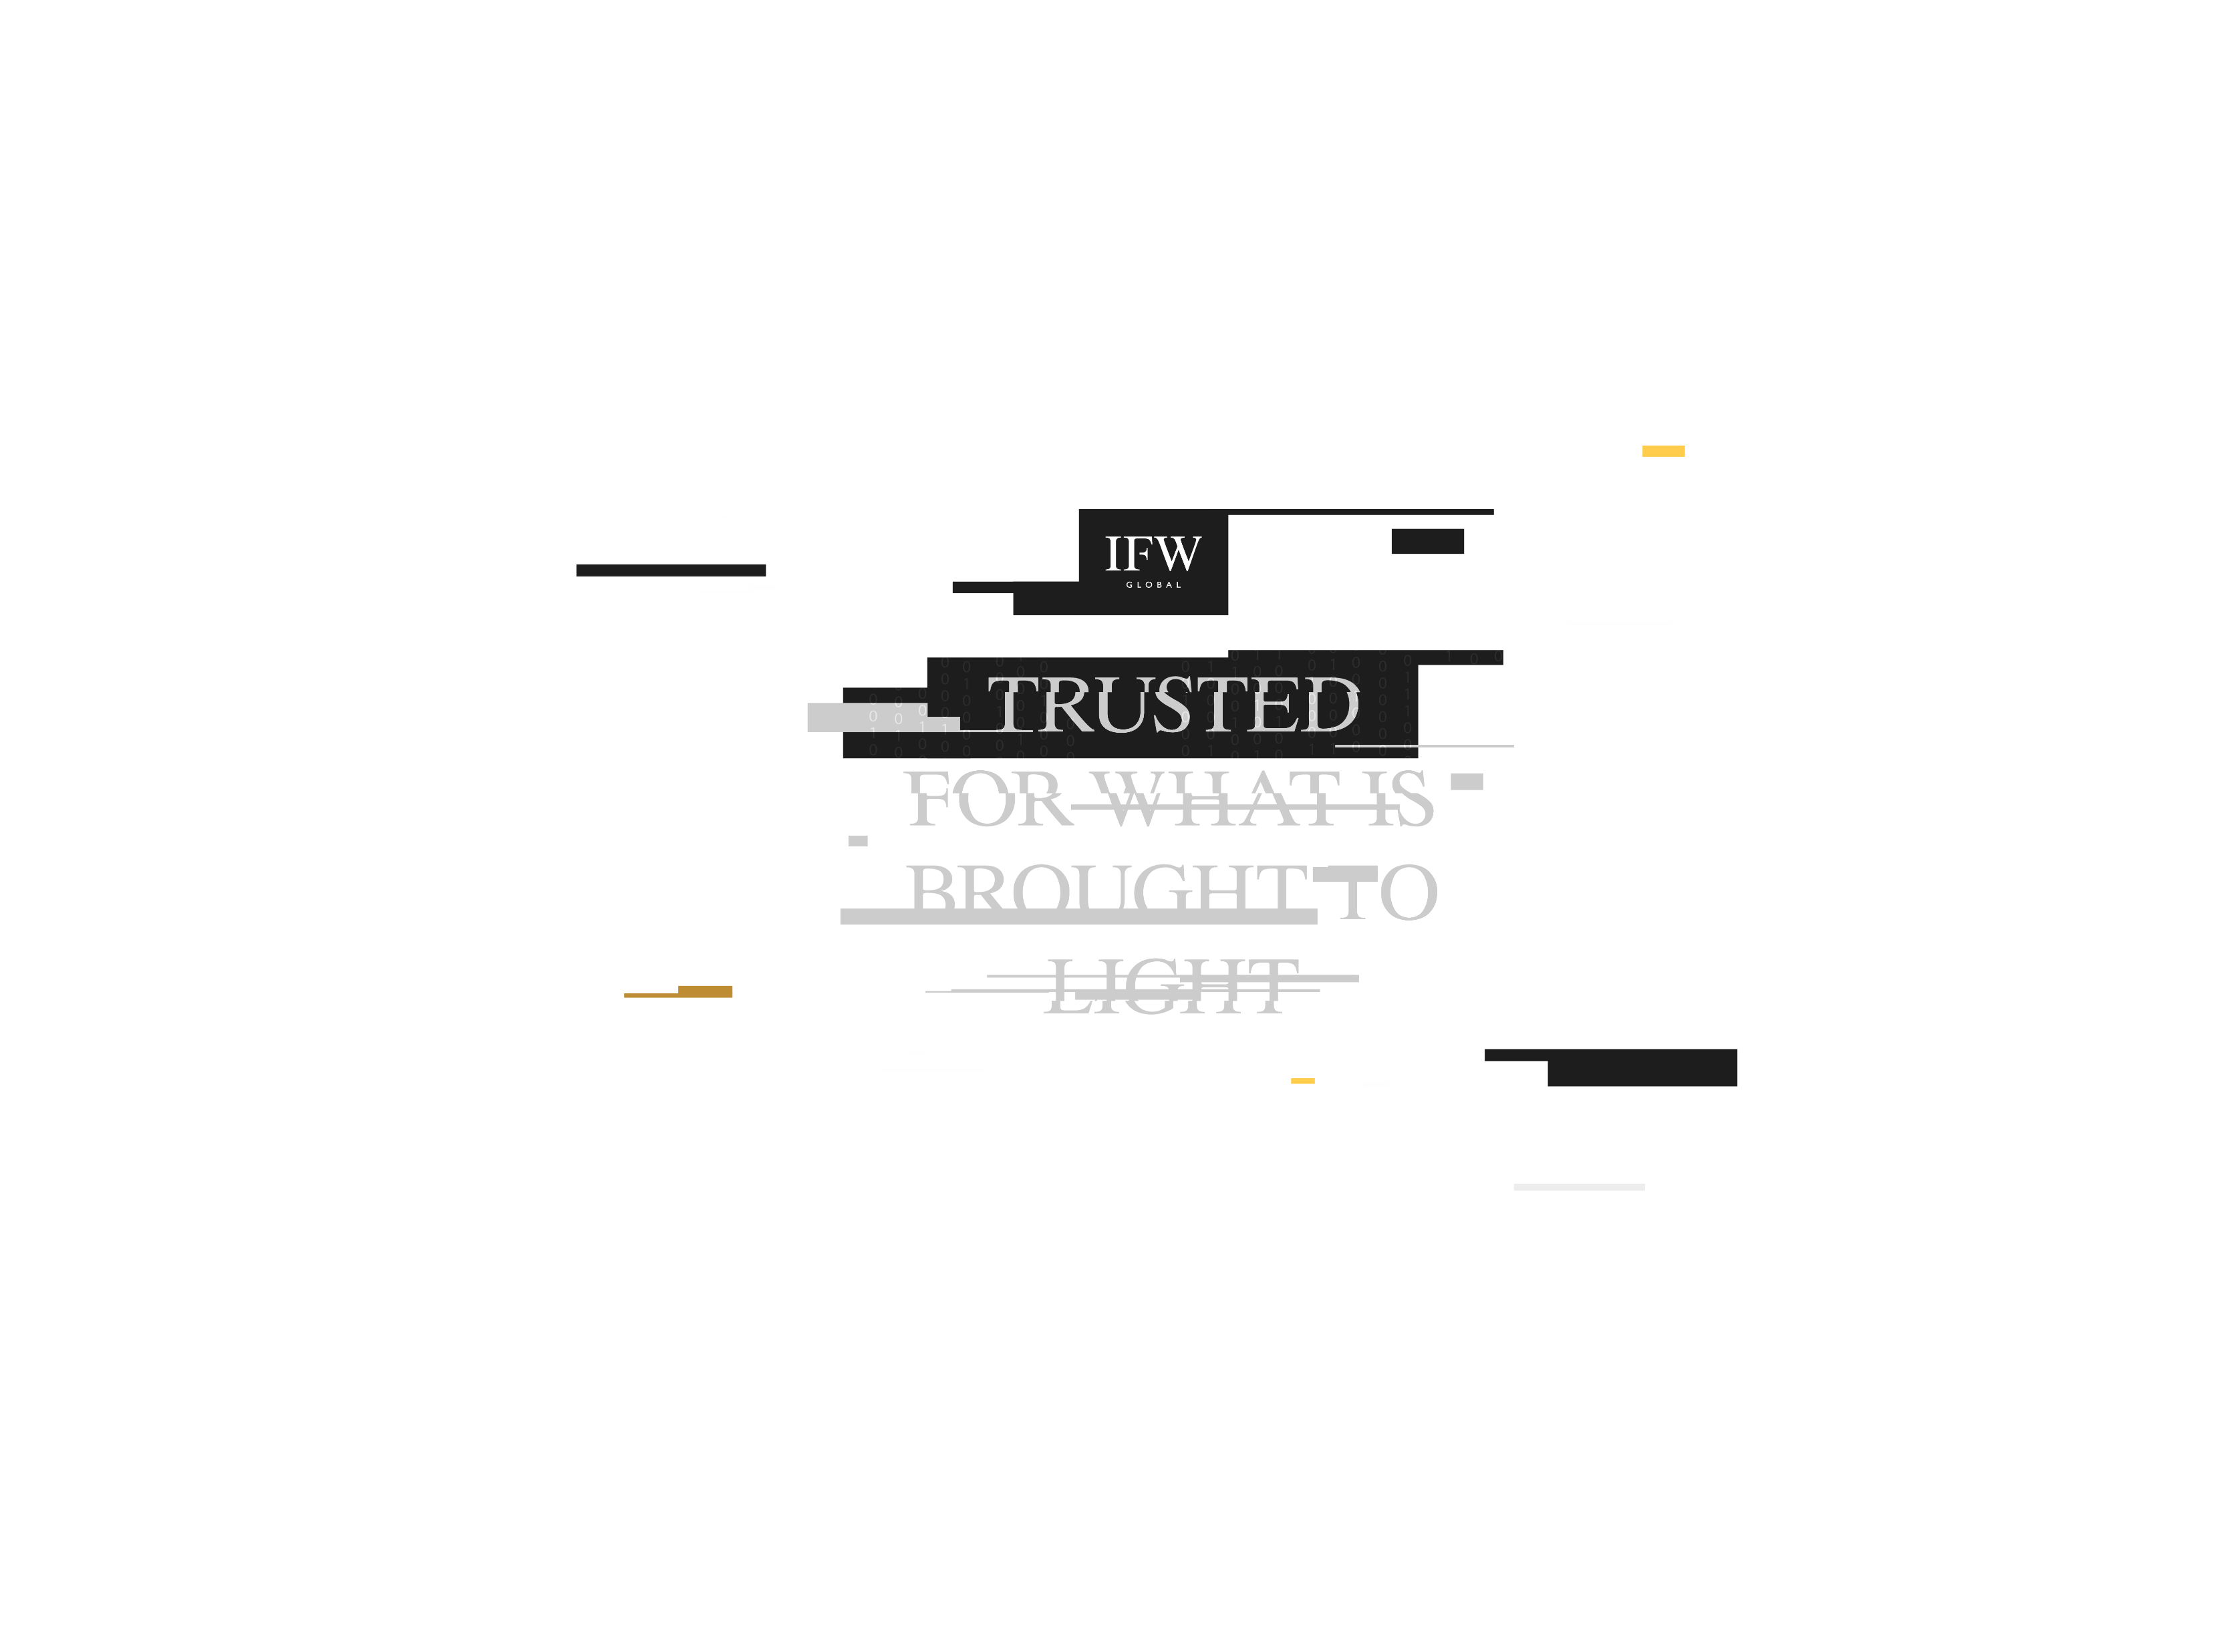 IFW
GLOBAL
TRUSTED
FOR WHAT IS
BROUGHT TO
LIGHT